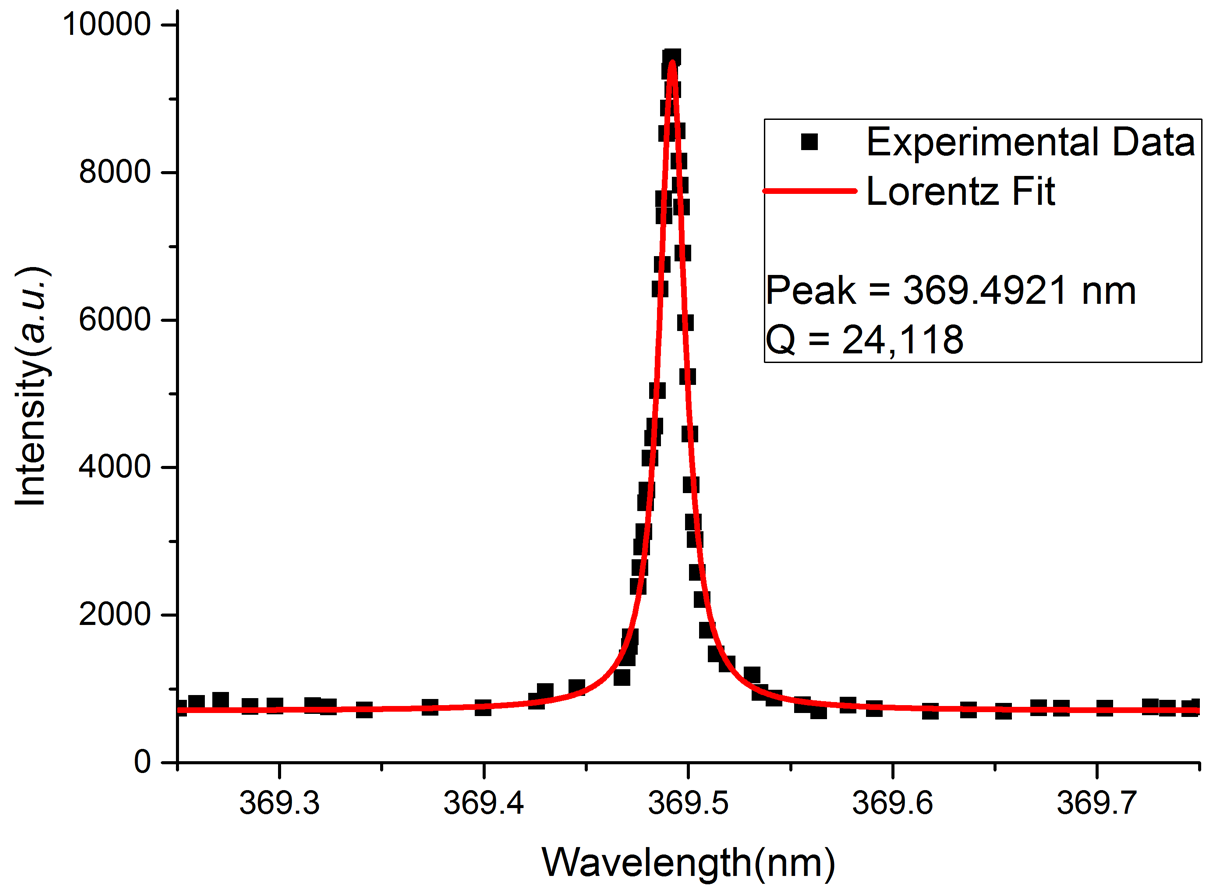 10000
8000
6000
4000
2000
0
Intensity(a.u.)
Experimental Data
Lorentz Fit
Peak = 369.4921 nm
Q = 24,118
369.3 369.4 369.5 369.6 369.7
Wavelength(nm)